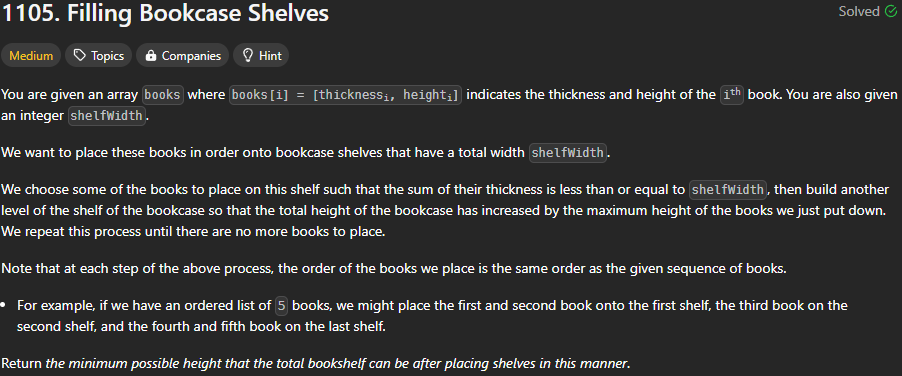 1105. Filling Bookcase Shelves
Solved
Medium Topics Companies Hint
You are given an array books where books[i] = [thicknessᵢ, heightᵢ] indicates the thickness and height of the iᵗʰ book. You are also given
an integer shelfWidth.
We want to place these books in order onto bookcase shelves that have a total width shelfWidth.
We choose some of the books to place on this shelf such that the sum of their thickness is less than or equal to shelfWidth, then build another
level of the shelf of the bookcase so that the total height of the bookcase has increased by the maximum height of the books we just put down.
We repeat this process until there are no more books to place.
Note that at each step of the above process, the order of the books we place is the same order as the given sequence of books.
• For example, if we have an ordered list of 5 books, we might place the first and second book onto the first shelf, the third book on the
second shelf, and the fourth and fifth book on the last shelf.
Return the minimum possible height that the total bookshelf can be after placing shelves in this manner.